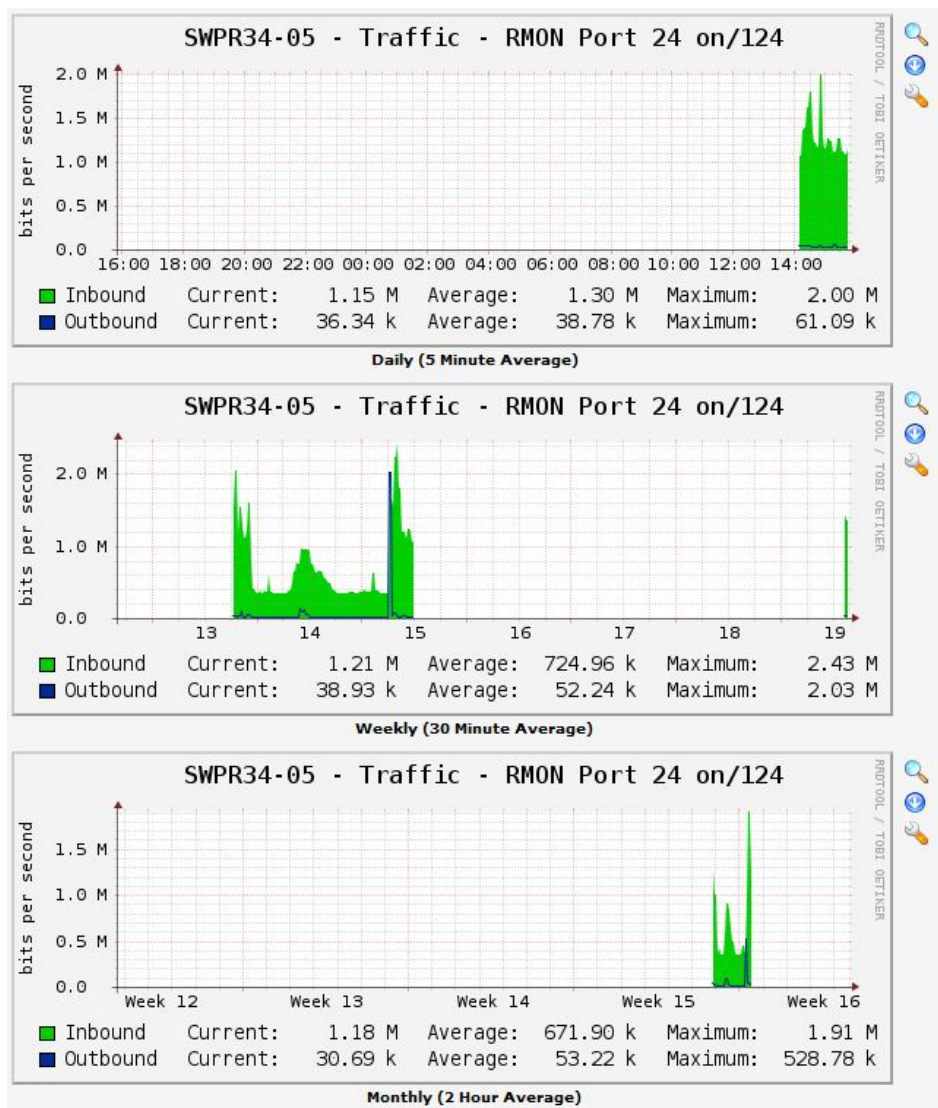 SWPR34-05 - Traffic - RMON Port 24 on/124
RRDTOOL / TOBI OETIKER
bits per second
2.0 M
1.5 M
1.0 M
0.5 M
0.0
16:00 18:00 20:00 22:00 00:00 02:00 04:00 06:00 08:00 10:00 12:00 14:00
Inbound Current: 1.15 M Average: 1.30 M Maximum: 2.00 M
Outbound Current: 36.34 k Average: 38.78 k Maximum: 61.09 k
Daily (5 Minute Average)
SWPR34-05 - Traffic - RMON Port 24 on/124
RRDTOOL / TOBI OETIKER
bits per second
2.0 M
1.0 M
0.0
13 14 15 16 17 18 19
Inbound Current: 1.21 M Average: 724.96 k Maximum: 2.43 M
Outbound Current: 38.93 k Average: 52.24 k Maximum: 2.03 M
Weekly (30 Minute Average)
SWPR34-05 - Traffic - RMON Port 24 on/124
RRDTOOL / TOBI OETIKER
bits per second
1.5 M
1.0 M
0.5 M
0.0
Week 12 Week 13 Week 14 Week 15 Week 16
Inbound Current: 1.18 M Average: 671.90 k Maximum: 1.91 M
Outbound Current: 30.69 k Average: 53.22 k Maximum: 528.78 k
Monthly (2 Hour Average)